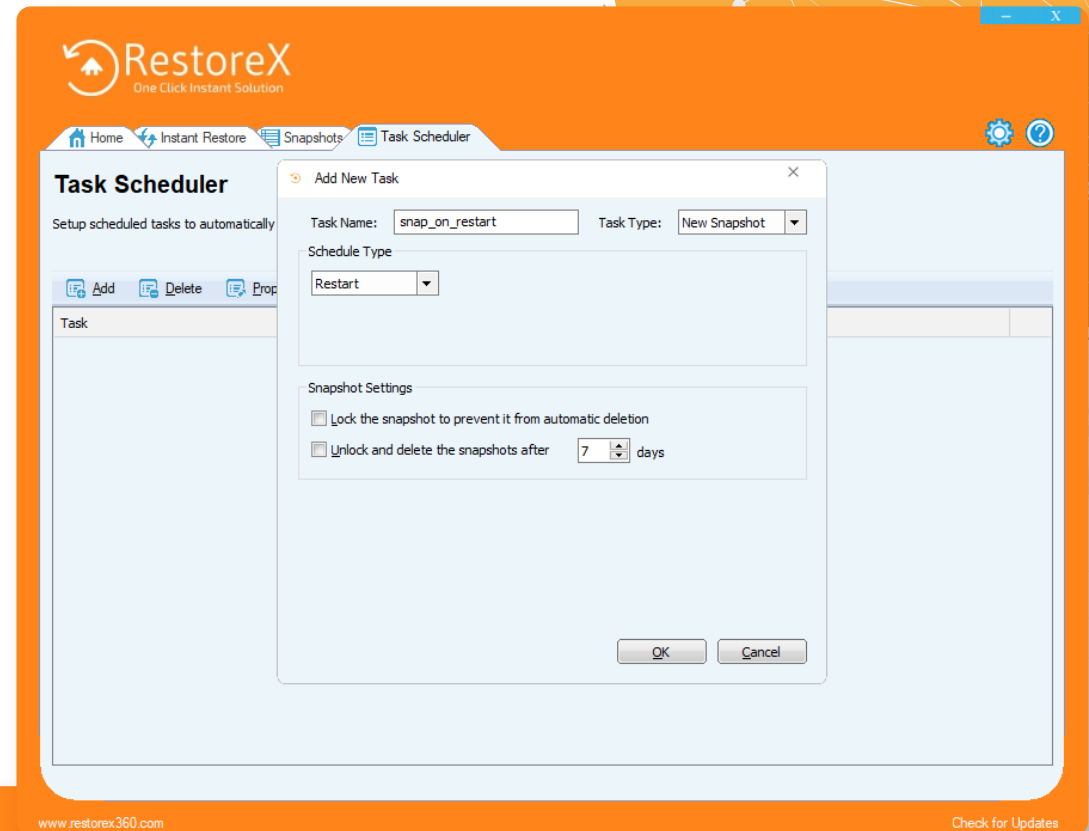 – X
RestoreX
One Click Instant Solution
Home Instant Restore Snapshots Task Scheduler
Task Scheduler
Setup scheduled tasks to automatically
Add Delete Prop
Task
Add New Task
Task Name: snap_on_restart Task Type: New Snapshot
Schedule Type
Restart
Snapshot Settings
Lock the snapshot to prevent it from automatic deletion
Unlock and delete the snapshots after 7 days
OK Cancel
www.restorex360.com Check for Updates